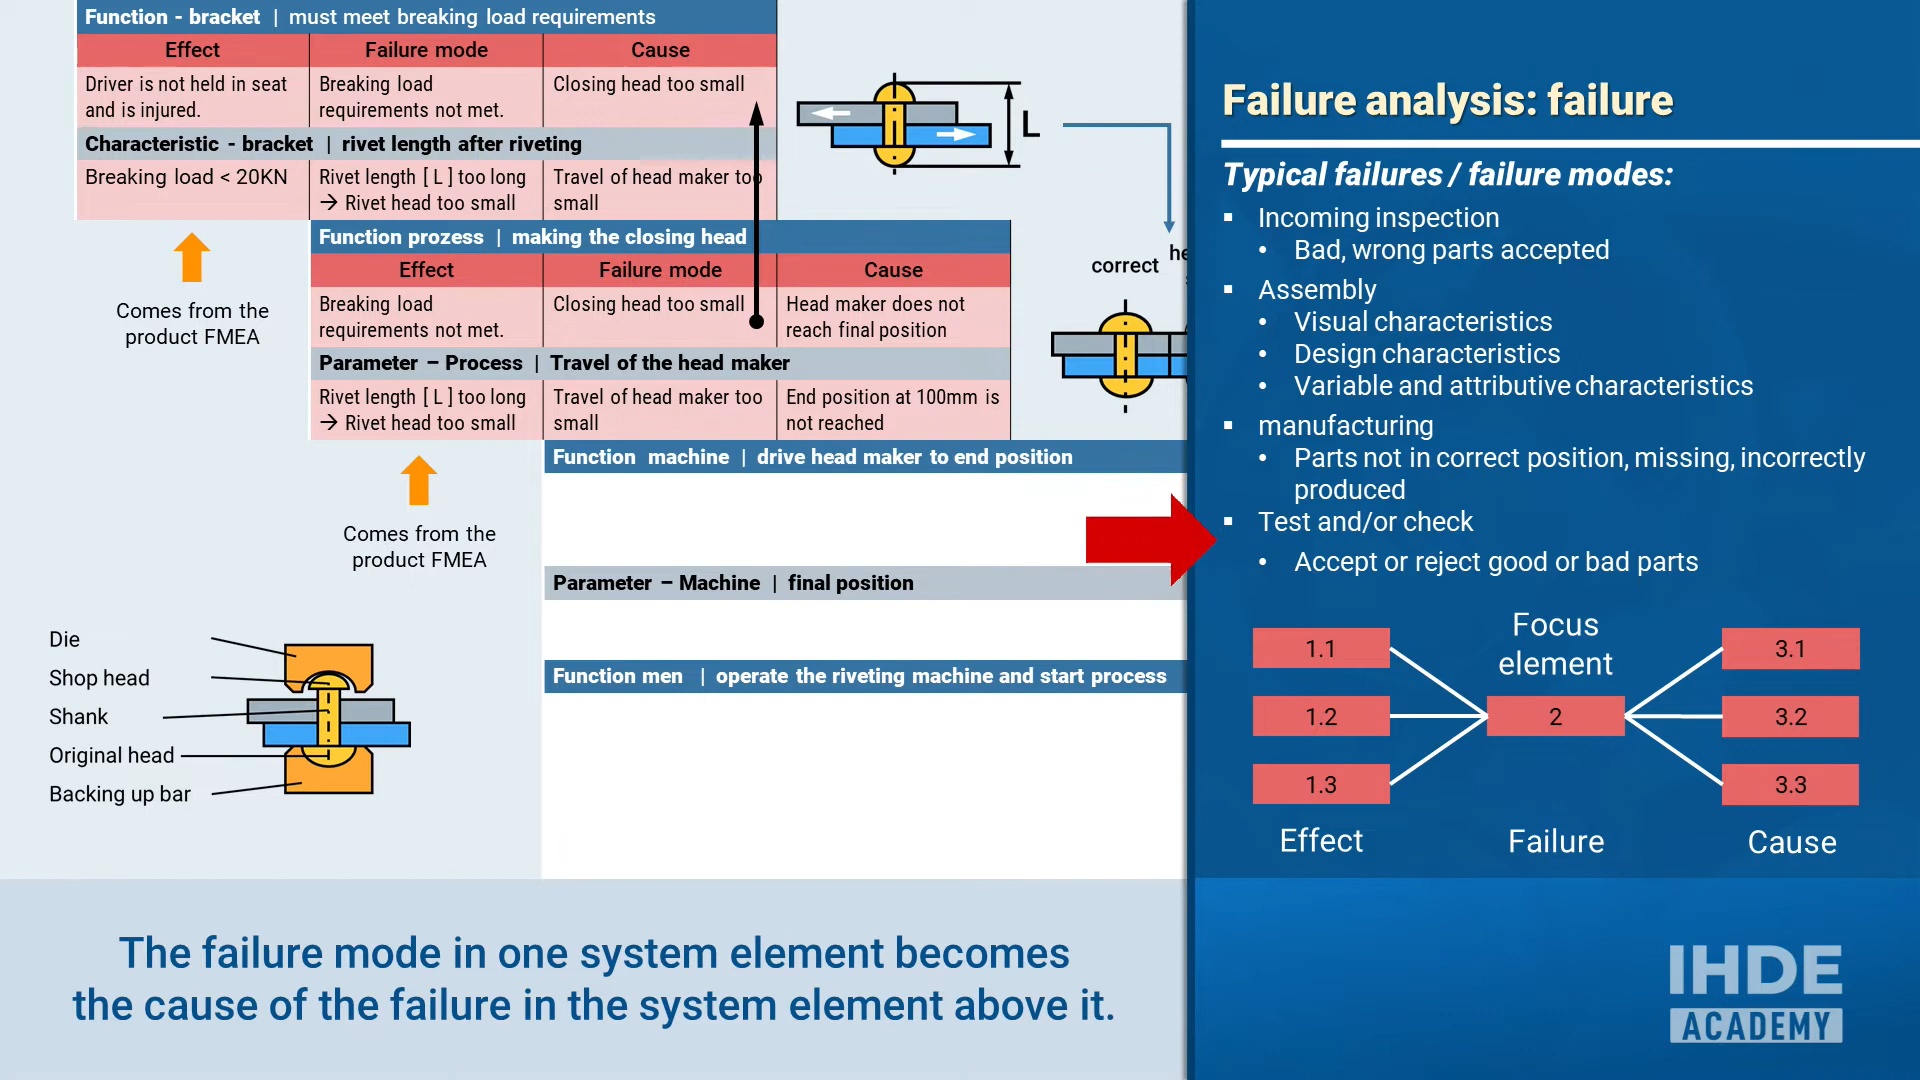 Function - bracket | must meet breaking load requirements
Effect Failure mode Cause
Driver is not held in seat
and is injured.
Breaking load
requirements not met.
Closing head too small
Characteristic - bracket | rivet length after riveting
Breaking load < 20KN
Rivet length [ L ] too long
→ Rivet head too small
Travel of head maker too
small
Function prozess | making the closing head
Effect Failure mode Cause
Breaking load
requirements not met.
Closing head too small
Head maker does not
reach final position
Parameter – Process | Travel of the head maker
Rivet length [ L ] too long
→ Rivet head too small
Travel of head maker too
small
End position at 100mm is
not reached
Function machine | drive head maker to end position
Parameter – Machine | final position
Function men | operate the riveting machine and start process
Comes from the
product FMEA
Comes from the
product FMEA
L
correct
Die
Shop head
Shank
Original head
Backing up bar
The failure mode in one system element becomes
the cause of the failure in the system element above it.
Failure analysis: failure
Typical failures / failure modes:
▪ Incoming inspection
• Bad, wrong parts accepted
▪ Assembly
• Visual characteristics
• Design characteristics
• Variable and attributive characteristics
▪ manufacturing
• Parts not in correct position, missing, incorrectly
produced
▪ Test and/or check
• Accept or reject good or bad parts
Focus
element
1.1 3.1
1.2 2 3.2
1.3 3.3
Effect Failure Cause
IHDE
ACADEMY